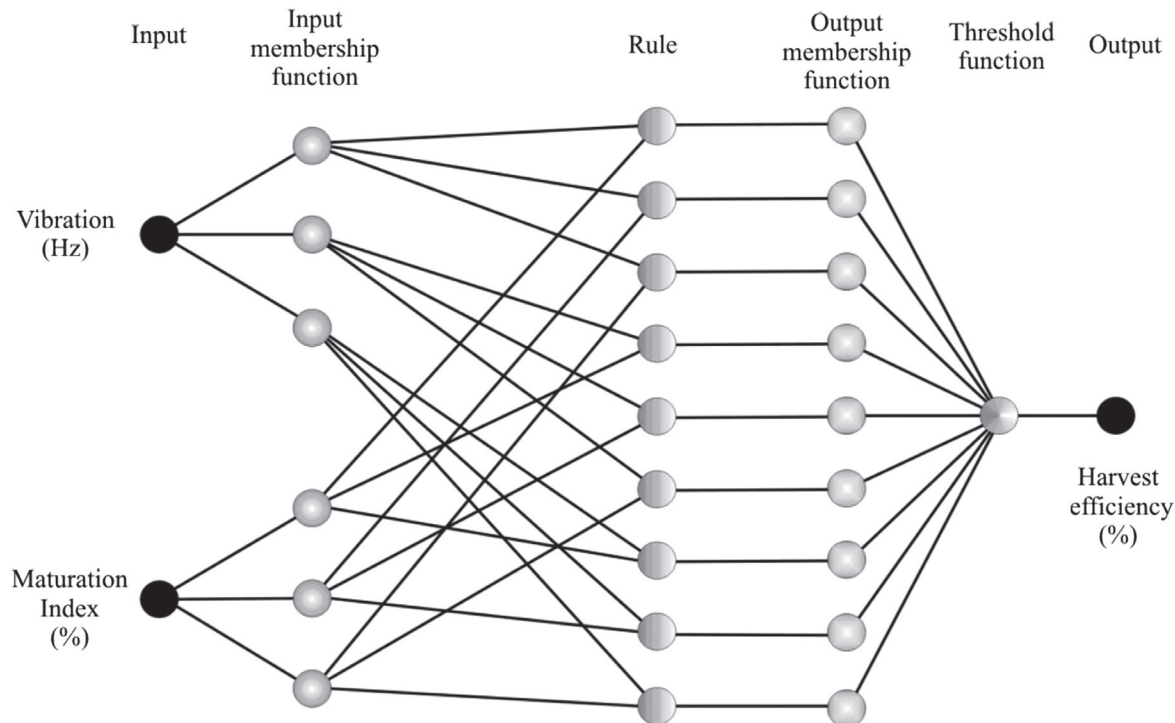 Input
Input
membership
function
Rule
Output
membership
function
Threshold
function
Output
Vibration
(Hz)
Maturation
Index
(%)
Harvest
efficiency
(%)